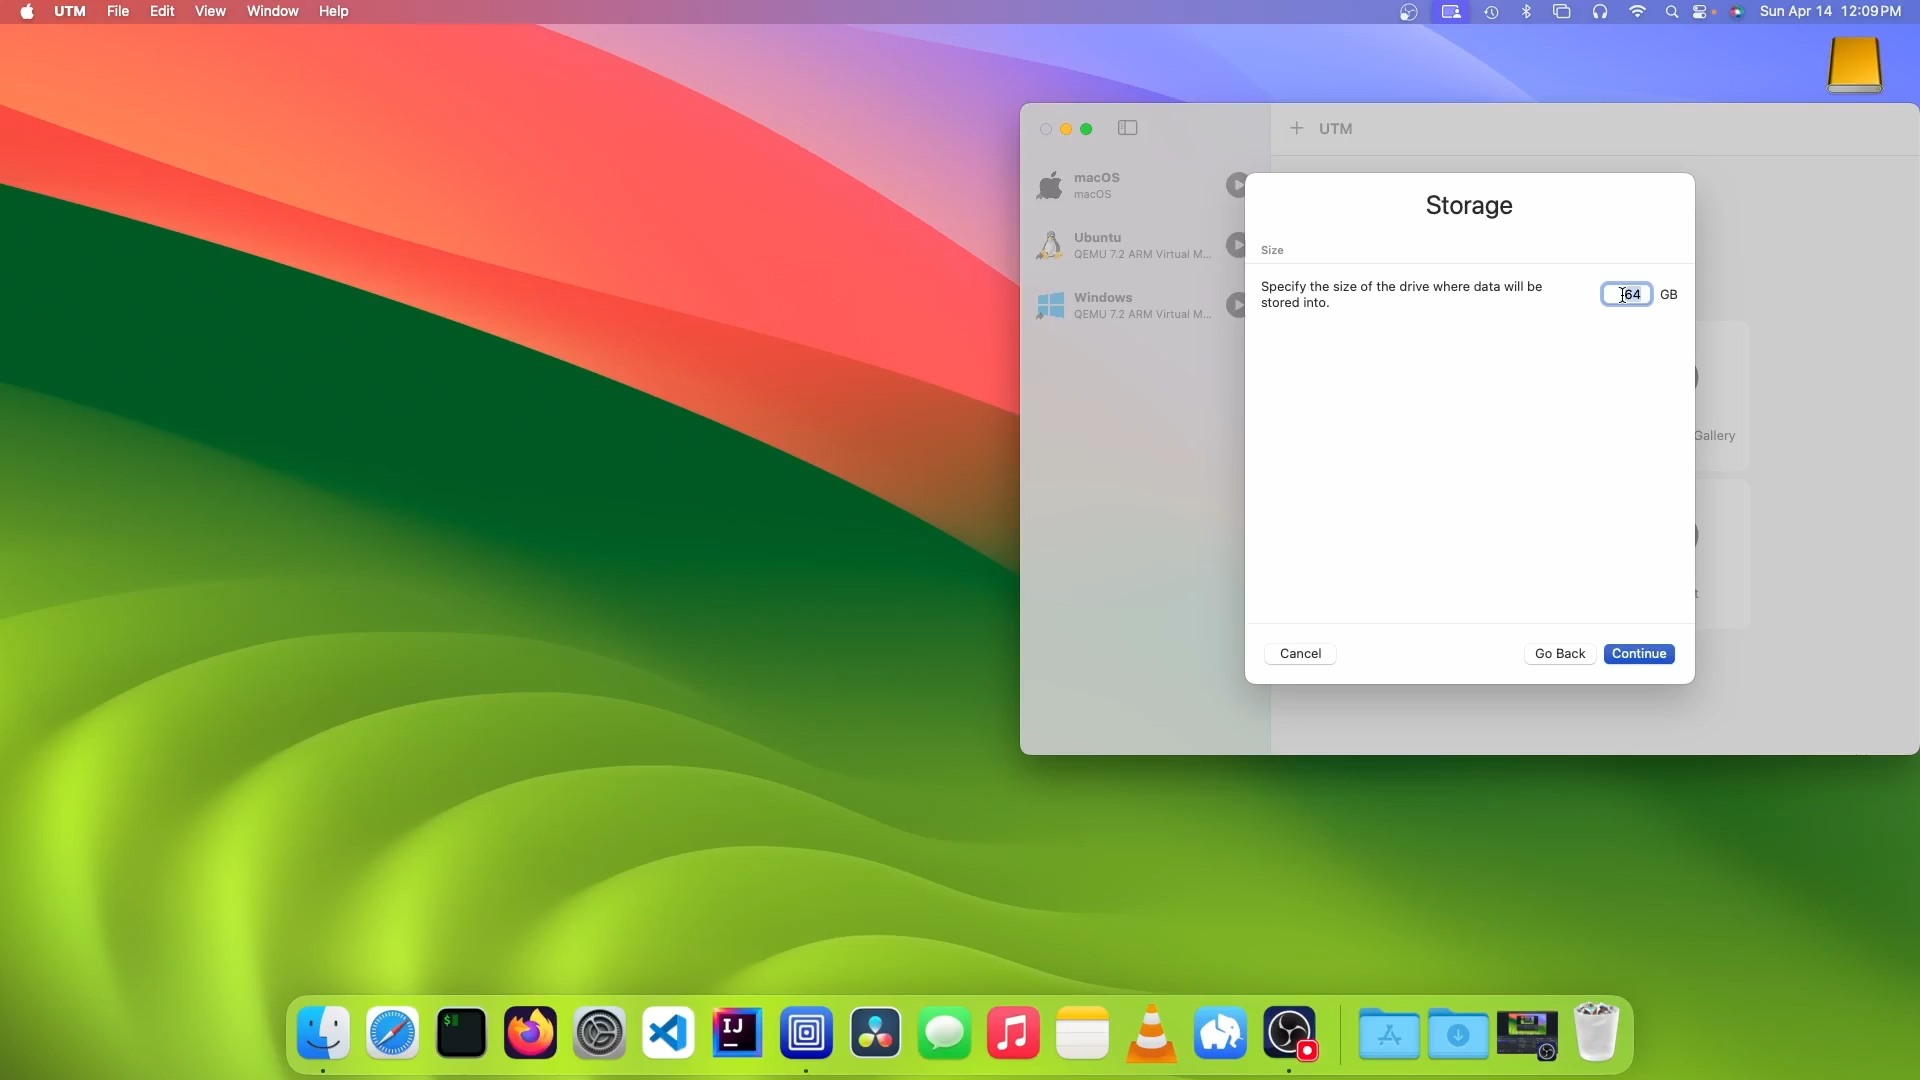 UTM File Edit View Window Help
Sun Apr 14 12:09 PM
UTM
macOS
macOS
Ubuntu
QEMU 7.2 ARM Virtual M...
Windows
QEMU 7.2 ARM Virtual M...
Storage
Size
Specify the size of the drive where data will be
stored into.
64 GB
Gallery
t
Cancel
Go Back
Continue
$
IJ